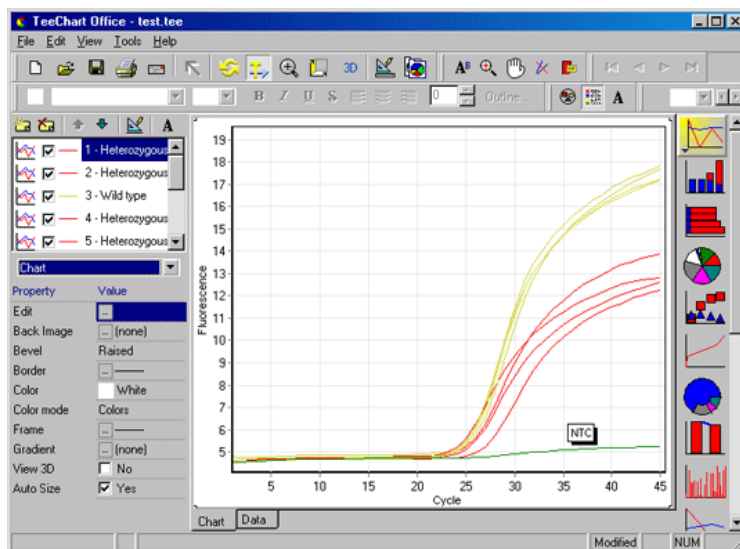 TeeChart Office - test.tee
File Edit View Tools Help
3D
B I U S 0 Outline...
A
1 - Heterozygous
2 - Heterozygous
3 - Wild type
4 - Heterozygous
5 - Heterozygous
Chart
Property Value
Edit ...
Back Image ... (none)
Bevel Raised
Border ...
Color White
Color mode Colors
Frame ...
Gradient ... (none)
View 3D No
Auto Size Yes
19
18
17
16
15
14
13
12
11
10
9
8
7
6
5
Fluorescence
NTC
5 10 15 20 25 30 35 40 45
Cycle
Chart Data
Modified NUM